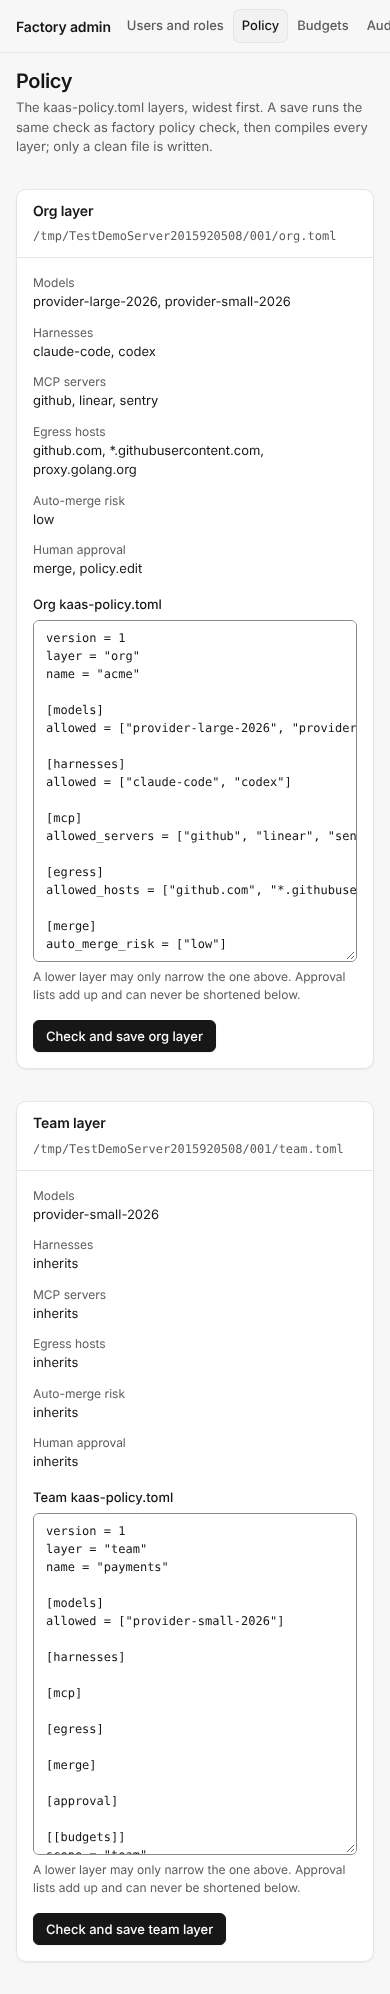 Factory admin Users and roles Policy Budgets Aud
Policy
The kaas-policy.toml layers, widest first. A save runs the
same check as factory policy check, then compiles every
layer; only a clean file is written.
Org layer
/tmp/TestDemoServer2015920508/001/org.toml
Models
provider-large-2026, provider-small-2026
Harnesses
claude-code, codex
MCP servers
github, linear, sentry
Egress hosts
github.com, *.githubusercontent.com,
proxy.golang.org
Auto-merge risk
low
Human approval
merge, policy.edit
Org kaas-policy.toml
version = 1
layer = "org"
name = "acme"
[models]
allowed = ["provider-large-2026", "provider
[harnesses]
allowed = ["claude-code", "codex"]
[mcp]
allowed_servers = ["github", "linear", "sen
[egress]
allowed_hosts = ["github.com", "*.githubuse
[merge]
auto_merge_risk = ["low"]
A lower layer may only narrow the one above. Approval
lists add up and can never be shortened below.
Check and save org layer
Team layer
/tmp/TestDemoServer2015920508/001/team.toml
Models
provider-small-2026
Harnesses
inherits
MCP servers
inherits
Egress hosts
inherits
Auto-merge risk
inherits
Human approval
inherits
Team kaas-policy.toml
version = 1
layer = "team"
name = "payments"
[models]
allowed = ["provider-small-2026"]
[harnesses]
[mcp]
[egress]
[merge]
[approval]
[[budgets]]
scope = "team"
A lower layer may only narrow the one above. Approval
lists add up and can never be shortened below.
Check and save team layer